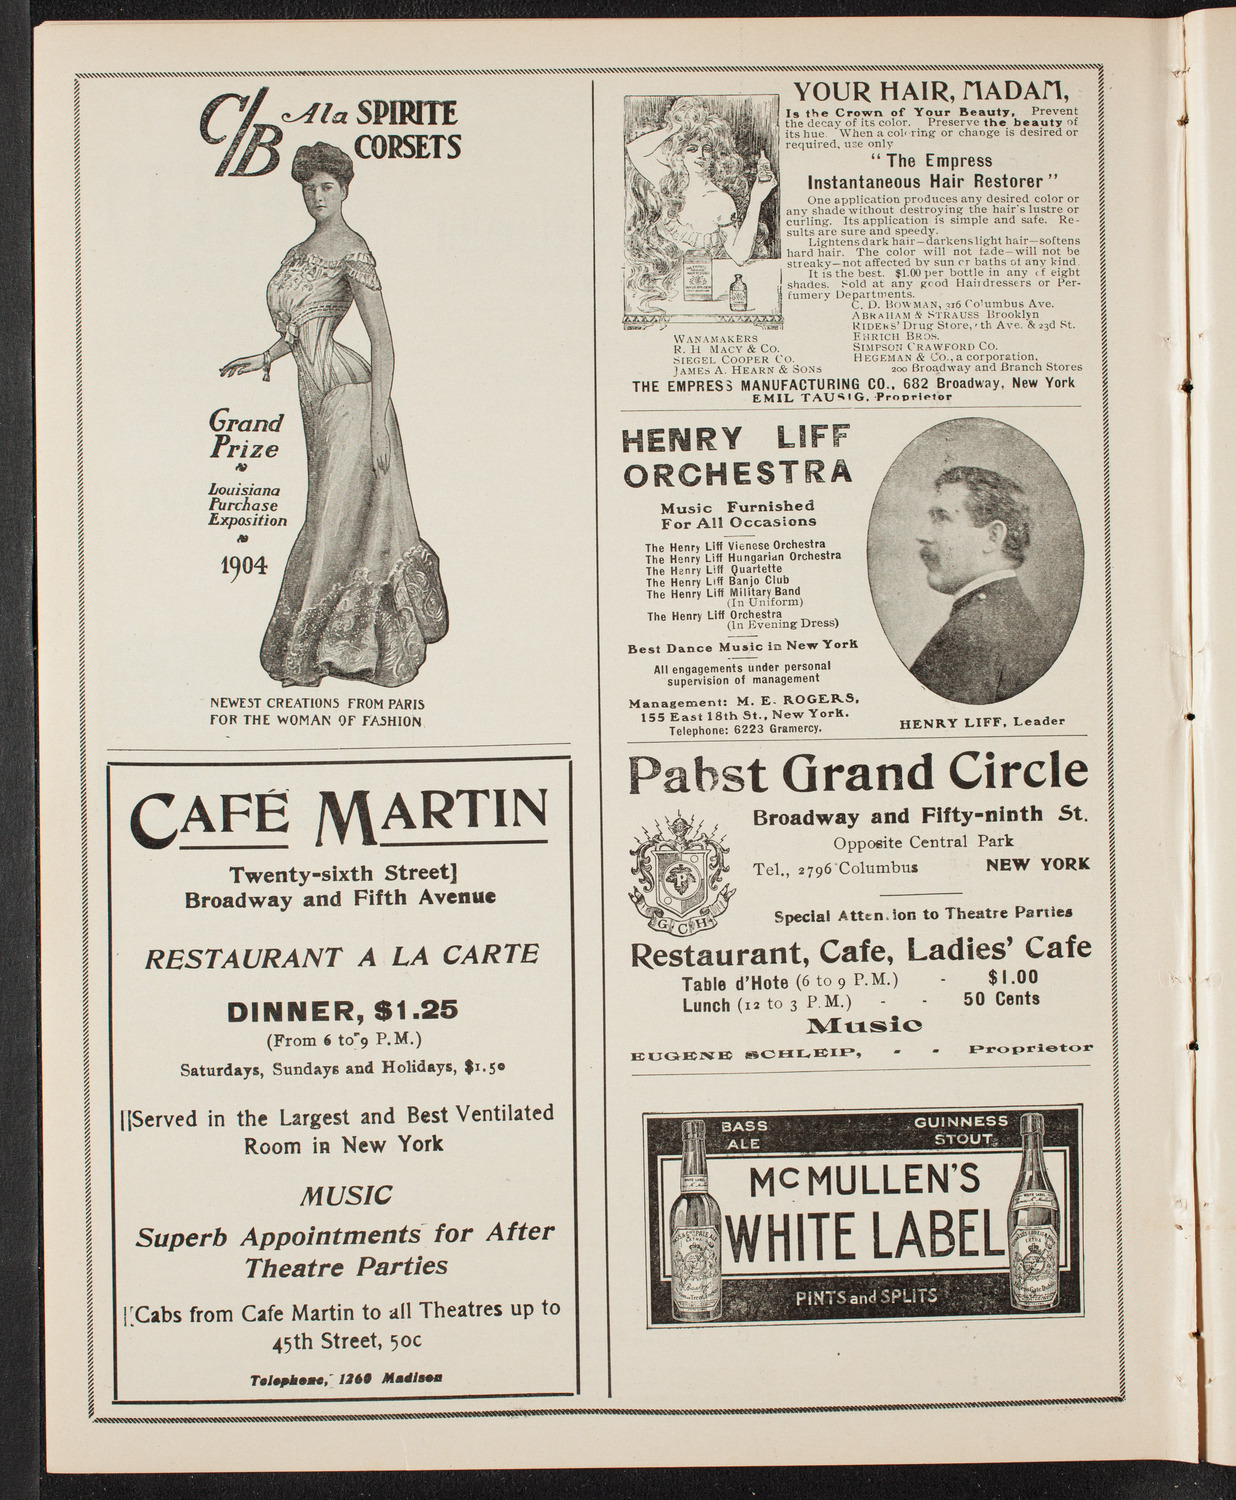 C/B A la SPIRITE
CORSETS
Grand
Prize
Louisiana
Purchase
Exposition
1904
NEWEST CREATIONS FROM PARIS
FOR THE WOMAN OF FASHION
CAFÉ MARTIN
Twenty-sixth Street]
Broadway and Fifth Avenue
RESTAURANT A LA CARTE
DINNER, $1.25
(From 6 to 9 P.M.)
Saturdays, Sundays and Holidays, $1.50
Served in the Largest and Best Ventilated
Room in New York
MUSIC
Superb Appointments for After
Theatre Parties
Cabs from Cafe Martin to all Theatres up to
45th Street, 50c
Telephone, 1260 Madison
YOUR HAIR, MADAM,
Is the Crown of Your Beauty, Prevent
the decay of its color. Preserve the beauty of
its hue. When a coloring or change is desired or
required, use only
"The Empress
Instantaneous Hair Restorer"
One application produces any desired color or
any shade without destroying the hair's lustre or
curling. Its application is simple and safe. Re-
sults are sure and speedy.
Lightens dark hair—darkens light hair—softens
hard hair. The color will not fade—will not be
streaky—not affected by sun or baths of any kind.
It is the best. $1.00 per bottle in any of eight
shades. Sold at any good Hairdressers or Per-
fumery Departments.
C. D. BOWMAN, 216 Columbus Ave.
ABRAHAM & STRAUSS Brooklyn
RIDERS' Drug Store, th Ave. & 23d St.
WANAMAKERS EHRICH BROS.
R. H MACY & CO. SIMPSON CRAWFORD CO.
SIEGEL COOPER CO. HEGEMAN & CO., a corporation,
JAMES A. HEARN & SONS 200 Broadway and Branch Stores
THE EMPRESS MANUFACTURING CO., 682 Broadway, New York
EMIL TAUSIG, Proprietor
HENRY LIFF
ORCHESTRA
Music Furnished
For All Occasions
The Henry Liff Vienese Orchestra
The Henry Liff Hungarian Orchestra
The Henry Liff Quartette
The Henry Liff Banjo Club
The Henry Liff Military Band
(In Uniform)
The Henry Liff Orchestra
(In Evening Dress)
Best Dance Music in New York
All engagements under personal
supervision of management
Management: M. E. ROGERS,
155 East 18th St., New York.
Telephone: 6223 Gramercy.
HENRY LIFF, Leader
Pabst Grand Circle
Broadway and Fifty-ninth St.
Opposite Central Park
Tel., 2796 Columbus NEW YORK
P
G C H
Special Attention to Theatre Parties
Restaurant, Cafe, Ladies' Cafe
Table d'Hote (6 to 9 P.M.) - $1.00
Lunch (12 to 3 P.M.) - - 50 Cents
Music
EUGENE SCHLEIP, - - Proprietor
BASS GUINNESS
ALE STOUT
McMULLEN'S
WHITE LABEL
PINTS and SPLITS